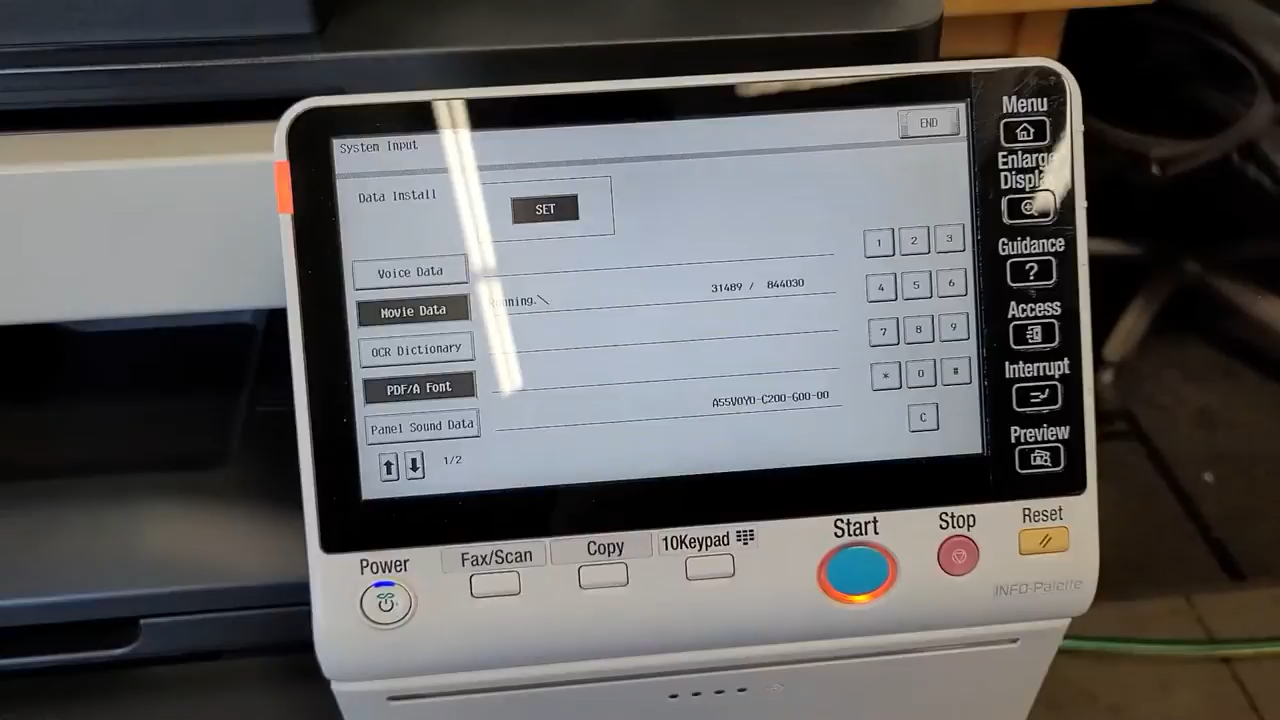 System Input
END
Data Install
SET
Voice Data
Movie Data
OCR Dictionary
PDF/A Font
Panel Sound Data
1/2
Running.\
31489 / 844030
A55V0Y0-C200-G00-00
1 2 3
4 5 6
7 8 9
* 0 #
C
Menu
Enlarge
Display
Guidance
?
Access
Interrupt
Preview
Power
Fax/Scan
Copy
10Keypad
Start
Stop
Reset
INFO-Palette